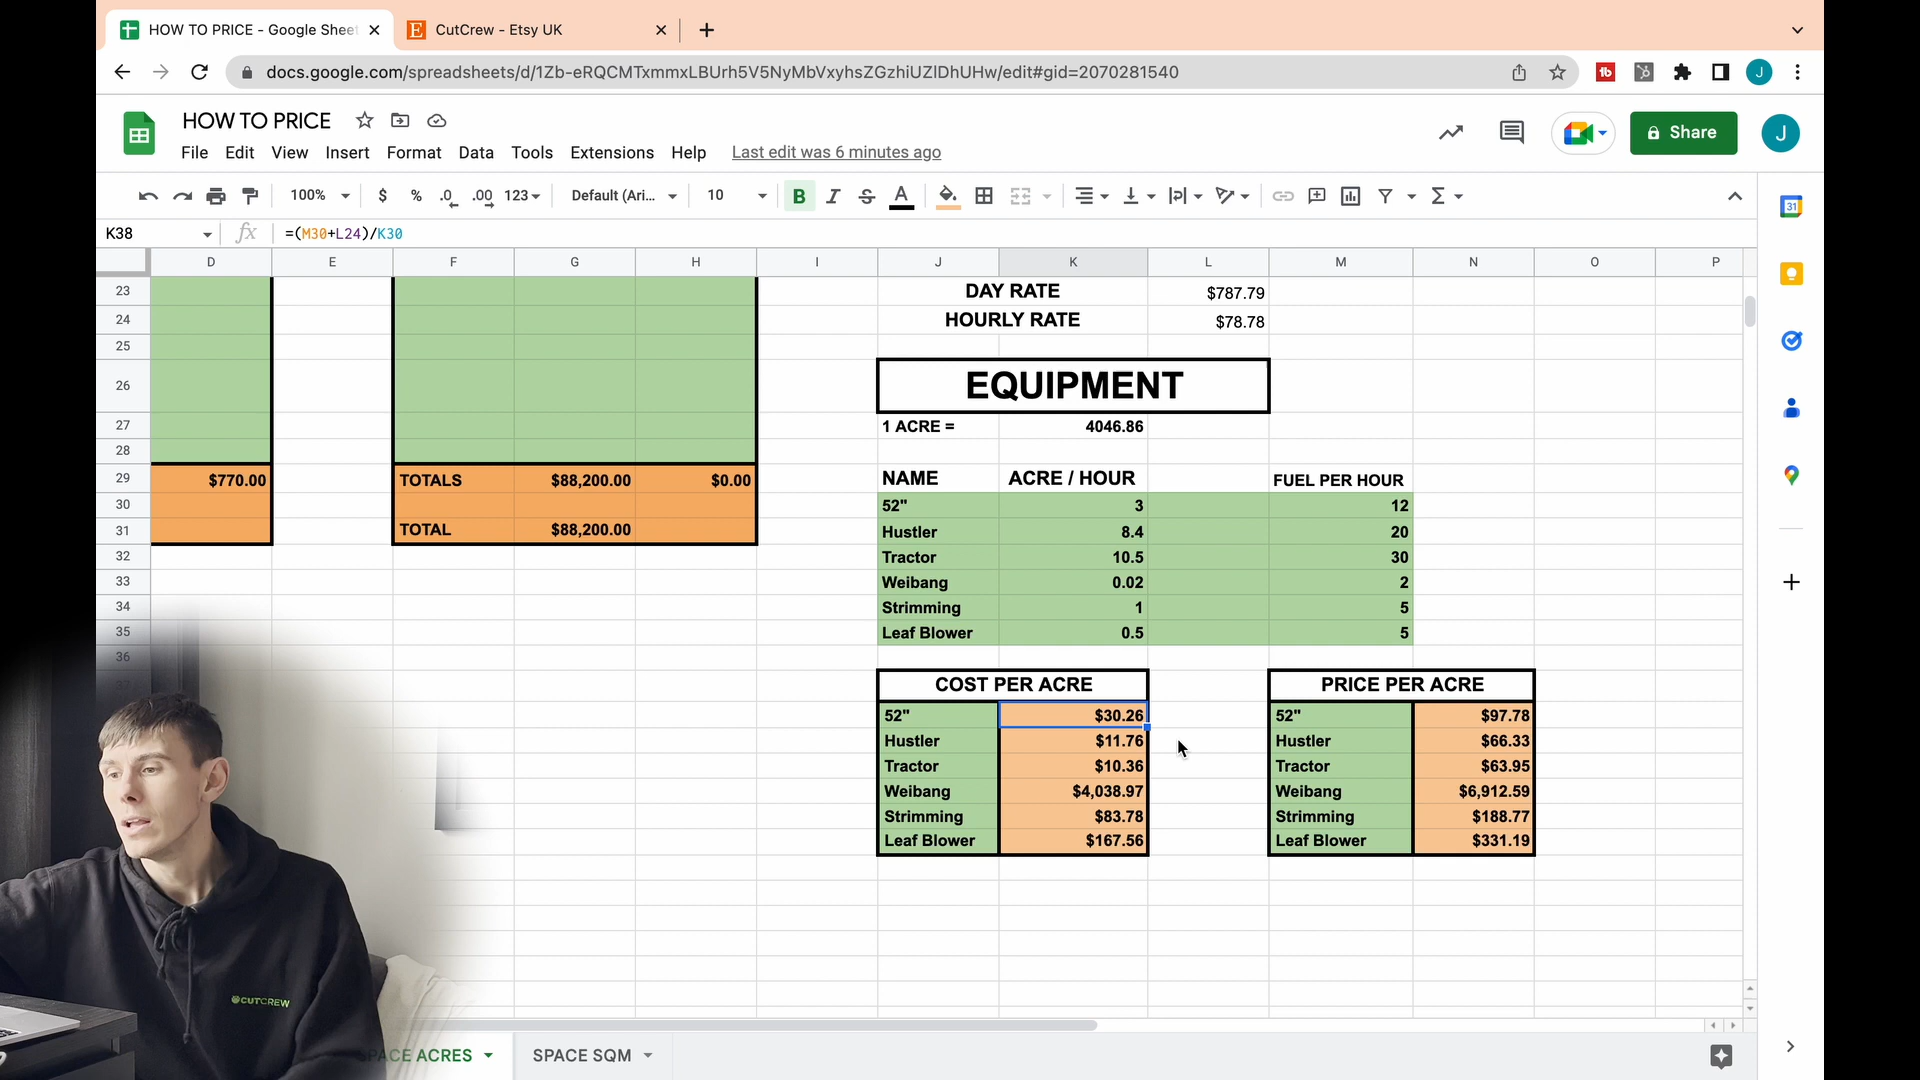 HOW TO PRICE - Google Sheet
CutCrew - Etsy UK
docs.google.com/spreadsheets/d/1Zb-eRQCMTxmmxLBUrh5V5NyMbVxyhsZGzhiUZIDhUHw/edit#gid=2070281540
HOW TO PRICE
Share
J
File Edit View Insert Format Data Tools Extensions Help Last edit was 6 minutes ago
100% $ % .0 .00 123 Default (Ari... 10 B I S A
K38 fx =(M30+L24)/K30
D E F G H I J K L M N O P
23 DAY RATE $787.79
24 HOURLY RATE $78.78
25
26 EQUIPMENT
27 1 ACRE = 4046.86
28
29 $770.00 TOTALS $88,200.00 $0.00 NAME ACRE / HOUR FUEL PER HOUR
30 52" 3 12
31 TOTAL $88,200.00 Hustler 8.4 20
32 Tractor 10.5 30
33 Weibang 0.02 2
34 Strimming 1 5
35 Leaf Blower 0.5 5
36
COST PER ACRE PRICE PER ACRE
52" $30.26 52" $97.78
Hustler $11.76 Hustler $66.33
Tractor $10.36 Tractor $63.95
Weibang $4,038.97 Weibang $6,912.59
Strimming $83.78 Strimming $188.77
Leaf Blower $167.56 Leaf Blower $331.19
CUTCREW
SPACE ACRES SPACE SQM